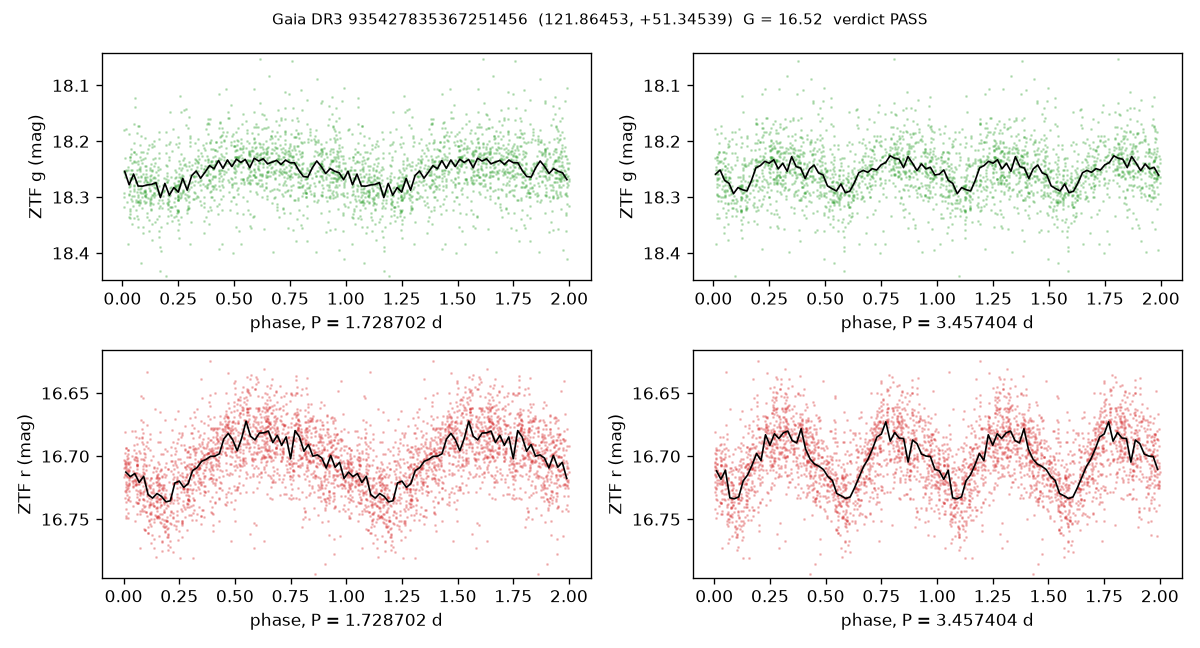 Gaia DR3 935427835367251456  (121.86453, +51.34539)  G = 16.52  verdict PASS
ZTF g (mag)
18.1
18.2
18.3
18.4
0.00 0.25 0.50 0.75 1.00 1.25 1.50 1.75 2.00
phase, P = 1.728702 d
ZTF g (mag)
18.1
18.2
18.3
18.4
0.00 0.25 0.50 0.75 1.00 1.25 1.50 1.75 2.00
phase, P = 3.457404 d
ZTF r (mag)
16.65
16.70
16.75
0.00 0.25 0.50 0.75 1.00 1.25 1.50 1.75 2.00
phase, P = 1.728702 d
ZTF r (mag)
16.65
16.70
16.75
0.00 0.25 0.50 0.75 1.00 1.25 1.50 1.75 2.00
phase, P = 3.457404 d